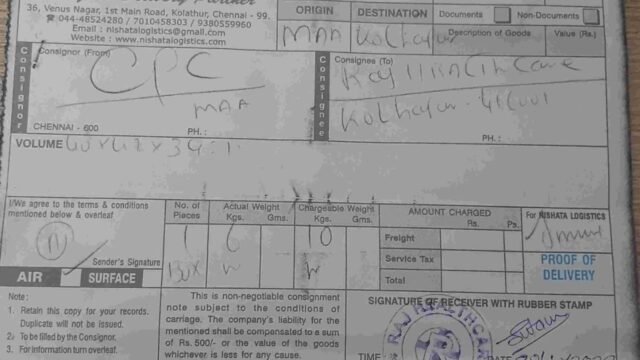 36, Venus Nagar, 1st Main Road, Kolathur, Chennai - 99.
☎ 044-48524280 / 7010458303 / 9380559960
Email : nishatalogistics@gmail.com
Website : www.nishatalogistics.com
ORIGIN DESTINATION Documents Non-Documents
MAA Kolhapur Description of Goods Value (Rs.)
Consignor Consignor (From) Consignee Consignee (To)
CPC Raj Healthcare
MAA Kolhapur - 416001
CHENNAI - 600 PH. : PH. :
VOLUME
I/We agree to the terms & conditions mentioned below & overleaf
No. of Pieces Actual Weight Kgs. Gms. Chargeable Weight Kgs. Gms. AMOUNT CHARGED Rs. Ps. For NISHATA LOGISTICS
1 6 10 Freight
Sender's Signature BOX Service Tax PROOF OF DELIVERY
AIR SURFACE Total
Note :
1. Retain this copy for your records. Duplicate will not be issued.
2. To be filled by the Consignor.
3. For information turn overleaf.
This is non-negotiable consignment
note subject to the conditions of
carriage. The company's liability for
the mentioned shall be compensated to a sum
of Rs. 500/- or the value of the goods
whichever is less for any cause.
SIGNATURE OF RECEIVER WITH RUBBER STAMP
RAJ HEALTHCARE
TIME